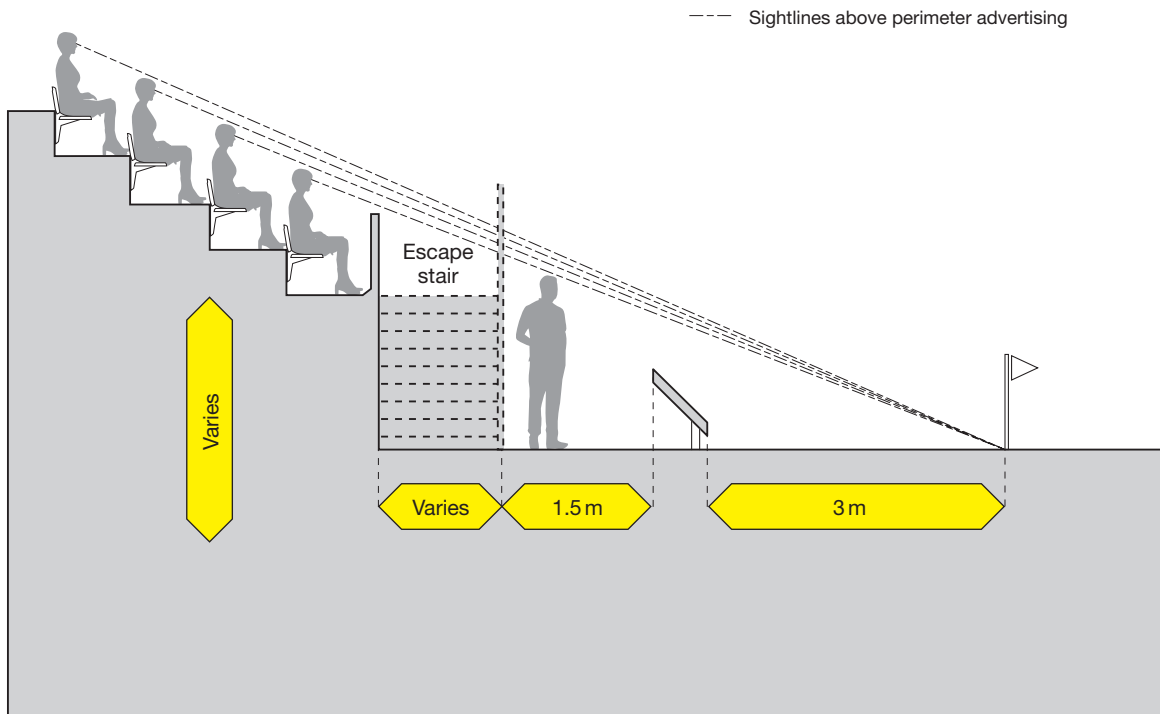 Sightlines above perimeter advertising
Escape
stair
Varies
Varies
1.5 m
3 m